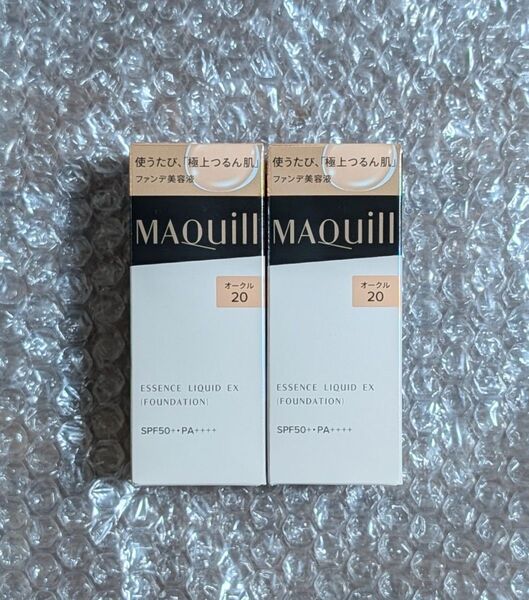 使うたび、「極上つるん肌」
ファンデ美容液
MAQuill
オークル
20
ESSENCE LIQUID EX
(FOUNDATION)
SPF50+・PA++++
使うたび、「極上つるん肌」
ファンデ美容液
MAQuill
オークル
20
ESSENCE LIQUID EX
(FOUNDATION)
SPF50+・PA++++